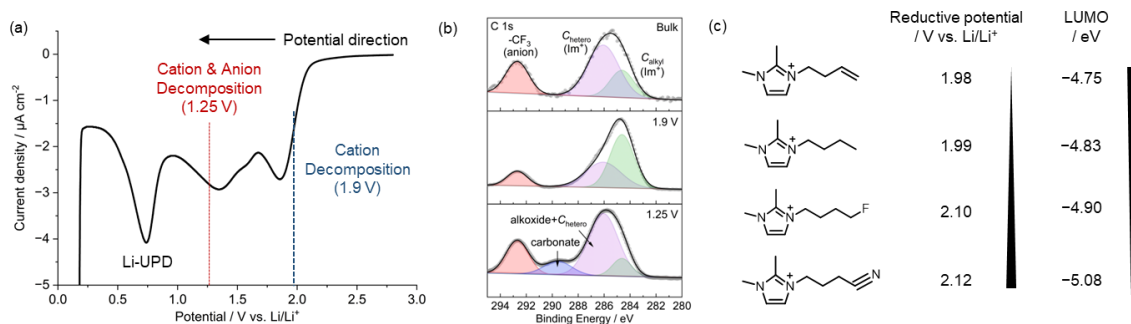 (a)
Potential direction
Cation & Anion
Decomposition
(1.25 V)
Cation
Decomposition
(1.9 V)
Li-UPD
Current density / μA cm⁻²
0
−1
−2
−3
−4
−5
0.0 0.5 1.0 1.5 2.0 2.5 3.0
Potential / V vs. Li/Li⁺
(b)
C 1s
Bulk
-CF₃
(anion)
C_hetero
(Im⁺)
C_alkyl
(Im⁺)
1.9 V
1.25 V
alkoxide+C_hetero
carbonate
294 292 290 288 286 284 282 280
Binding Energy / eV
(c)
Reductive potential
/ V vs. Li/Li⁺
LUMO
/ eV
N N +
1.98 −4.75
N N +
1.99 −4.83
N N + F
2.10 −4.90
N N + N
2.12 −5.08